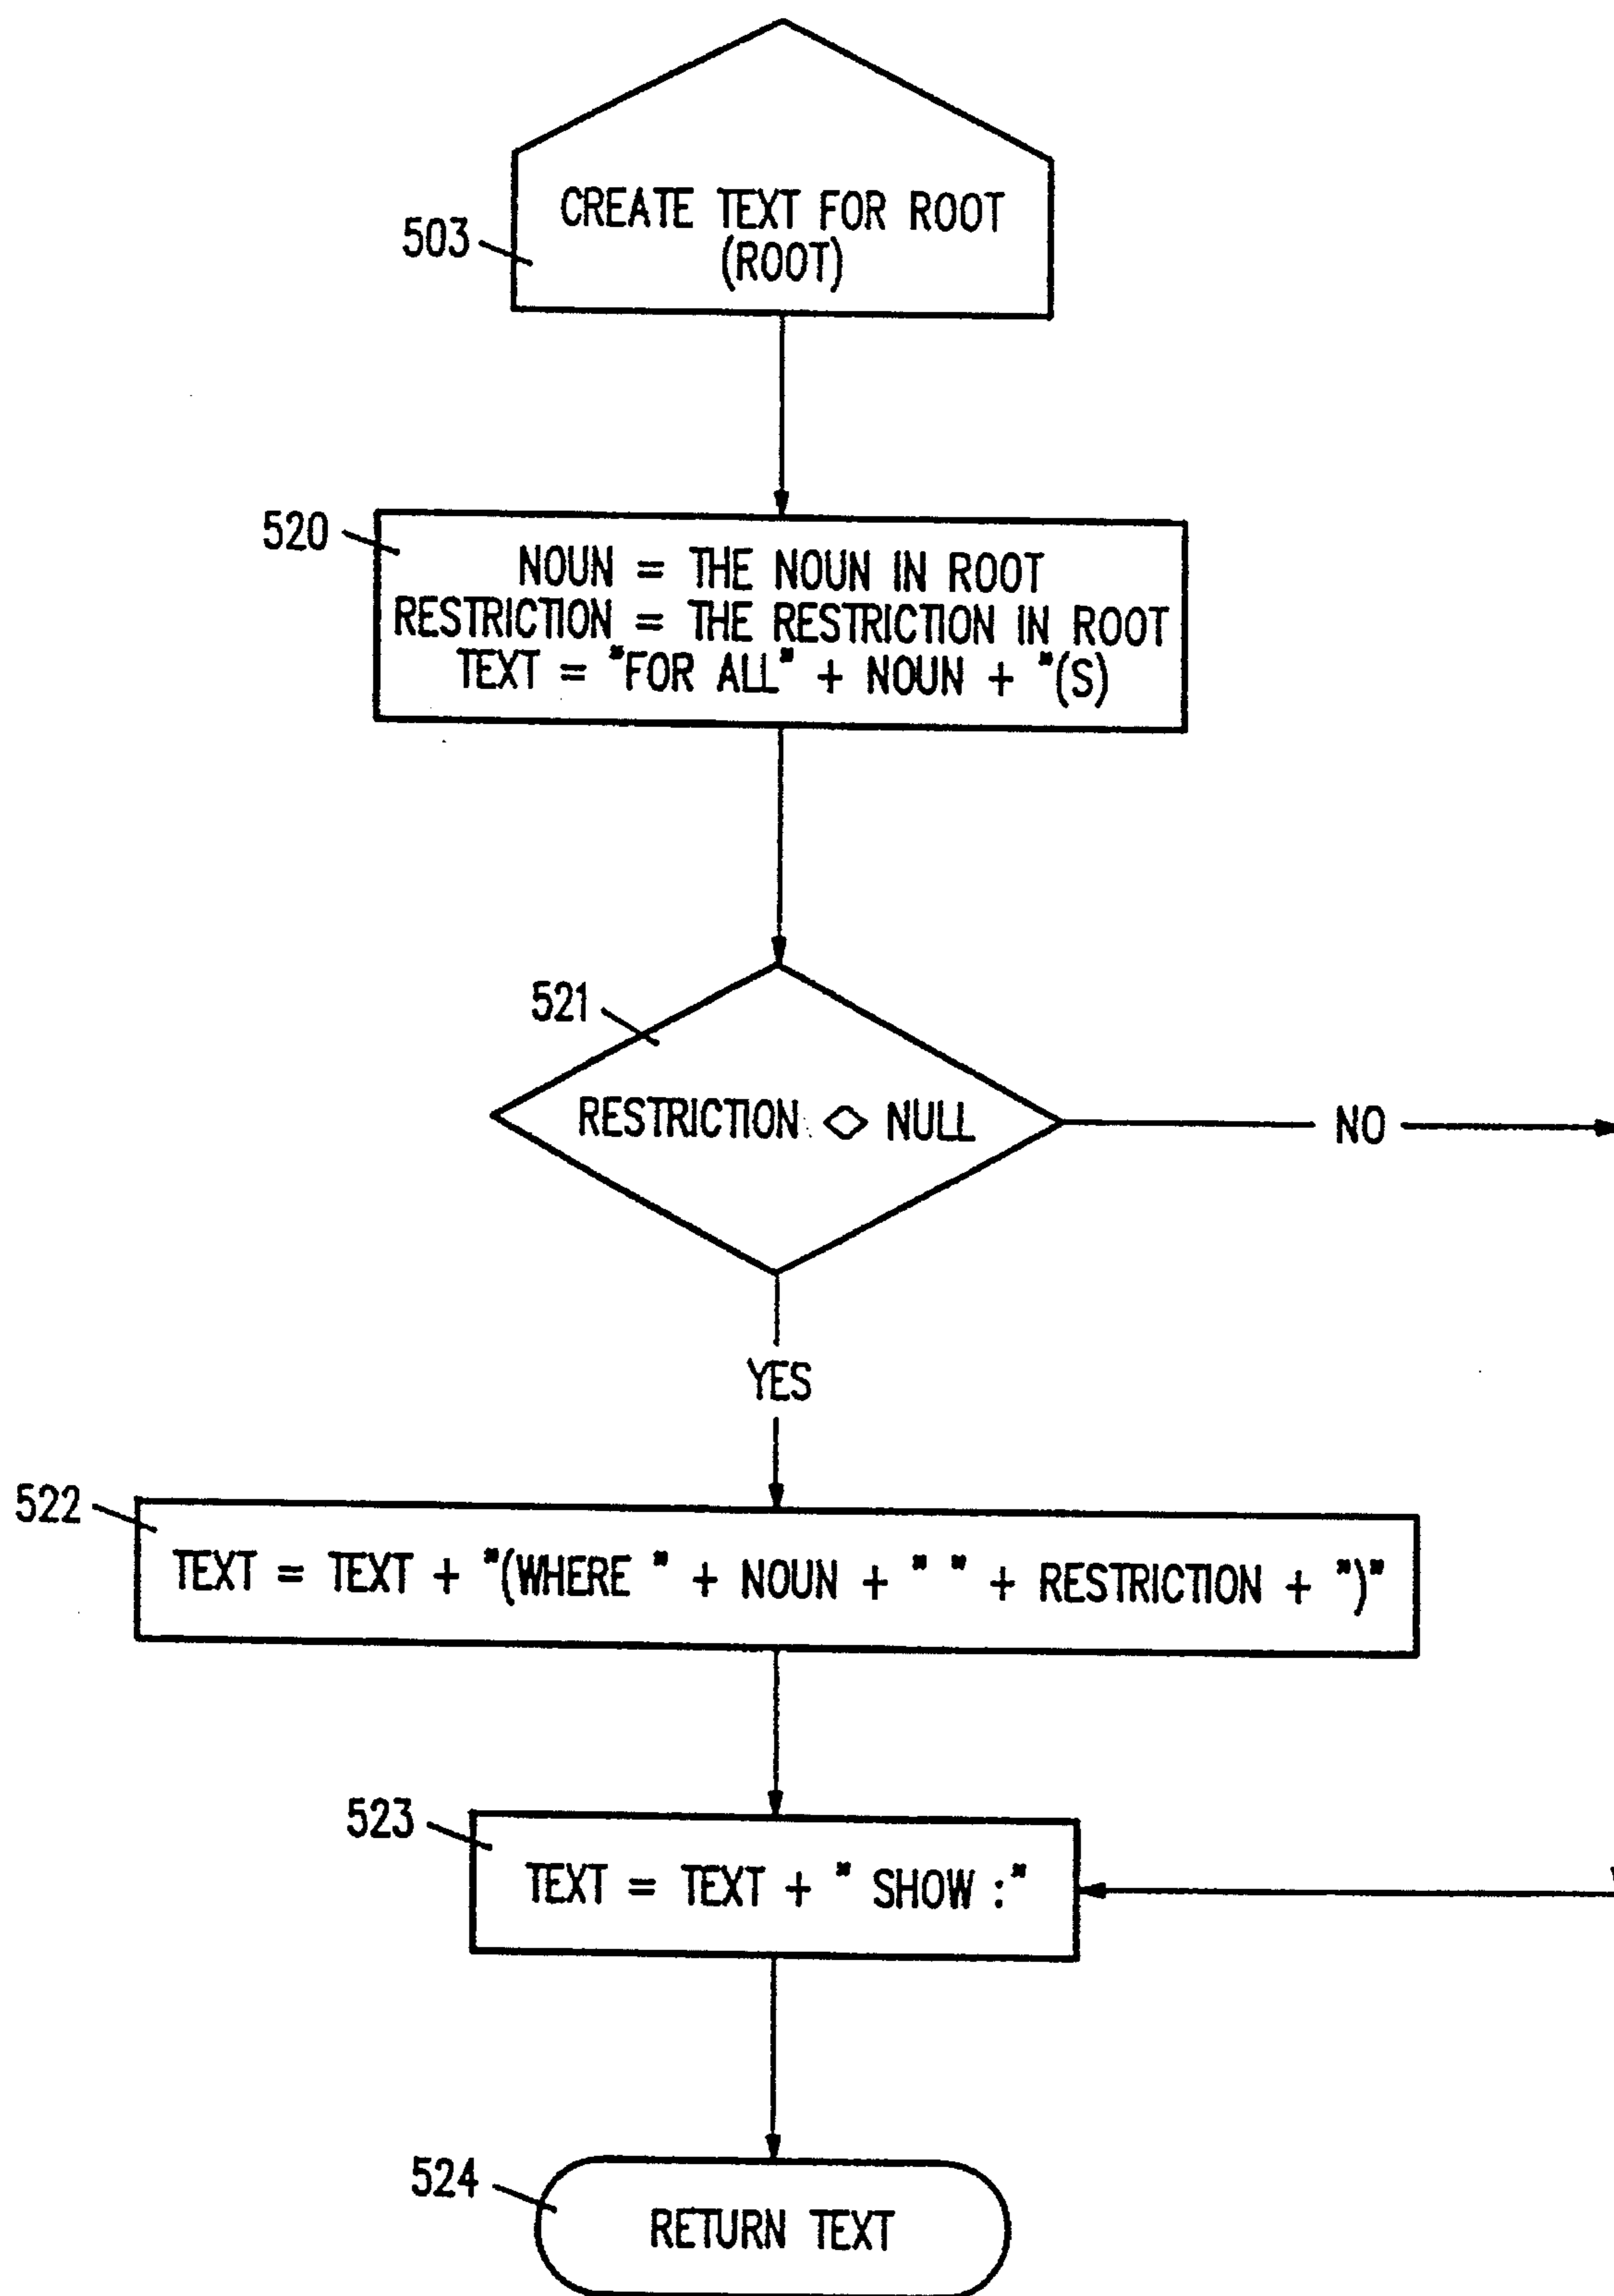 CREATE TEXT FOR ROOT
(ROOT)
503
520
NOUN = THE NOUN IN ROOT
RESTRICTION = THE RESTRICTION IN ROOT
TEXT = "FOR ALL" + NOUN + "(S)
521
RESTRICTION <> NULL
NO
YES
522
TEXT = TEXT + "(WHERE " + NOUN + " " + RESTRICTION + ")"
523
TEXT = TEXT + " SHOW :"
524
RETURN TEXT